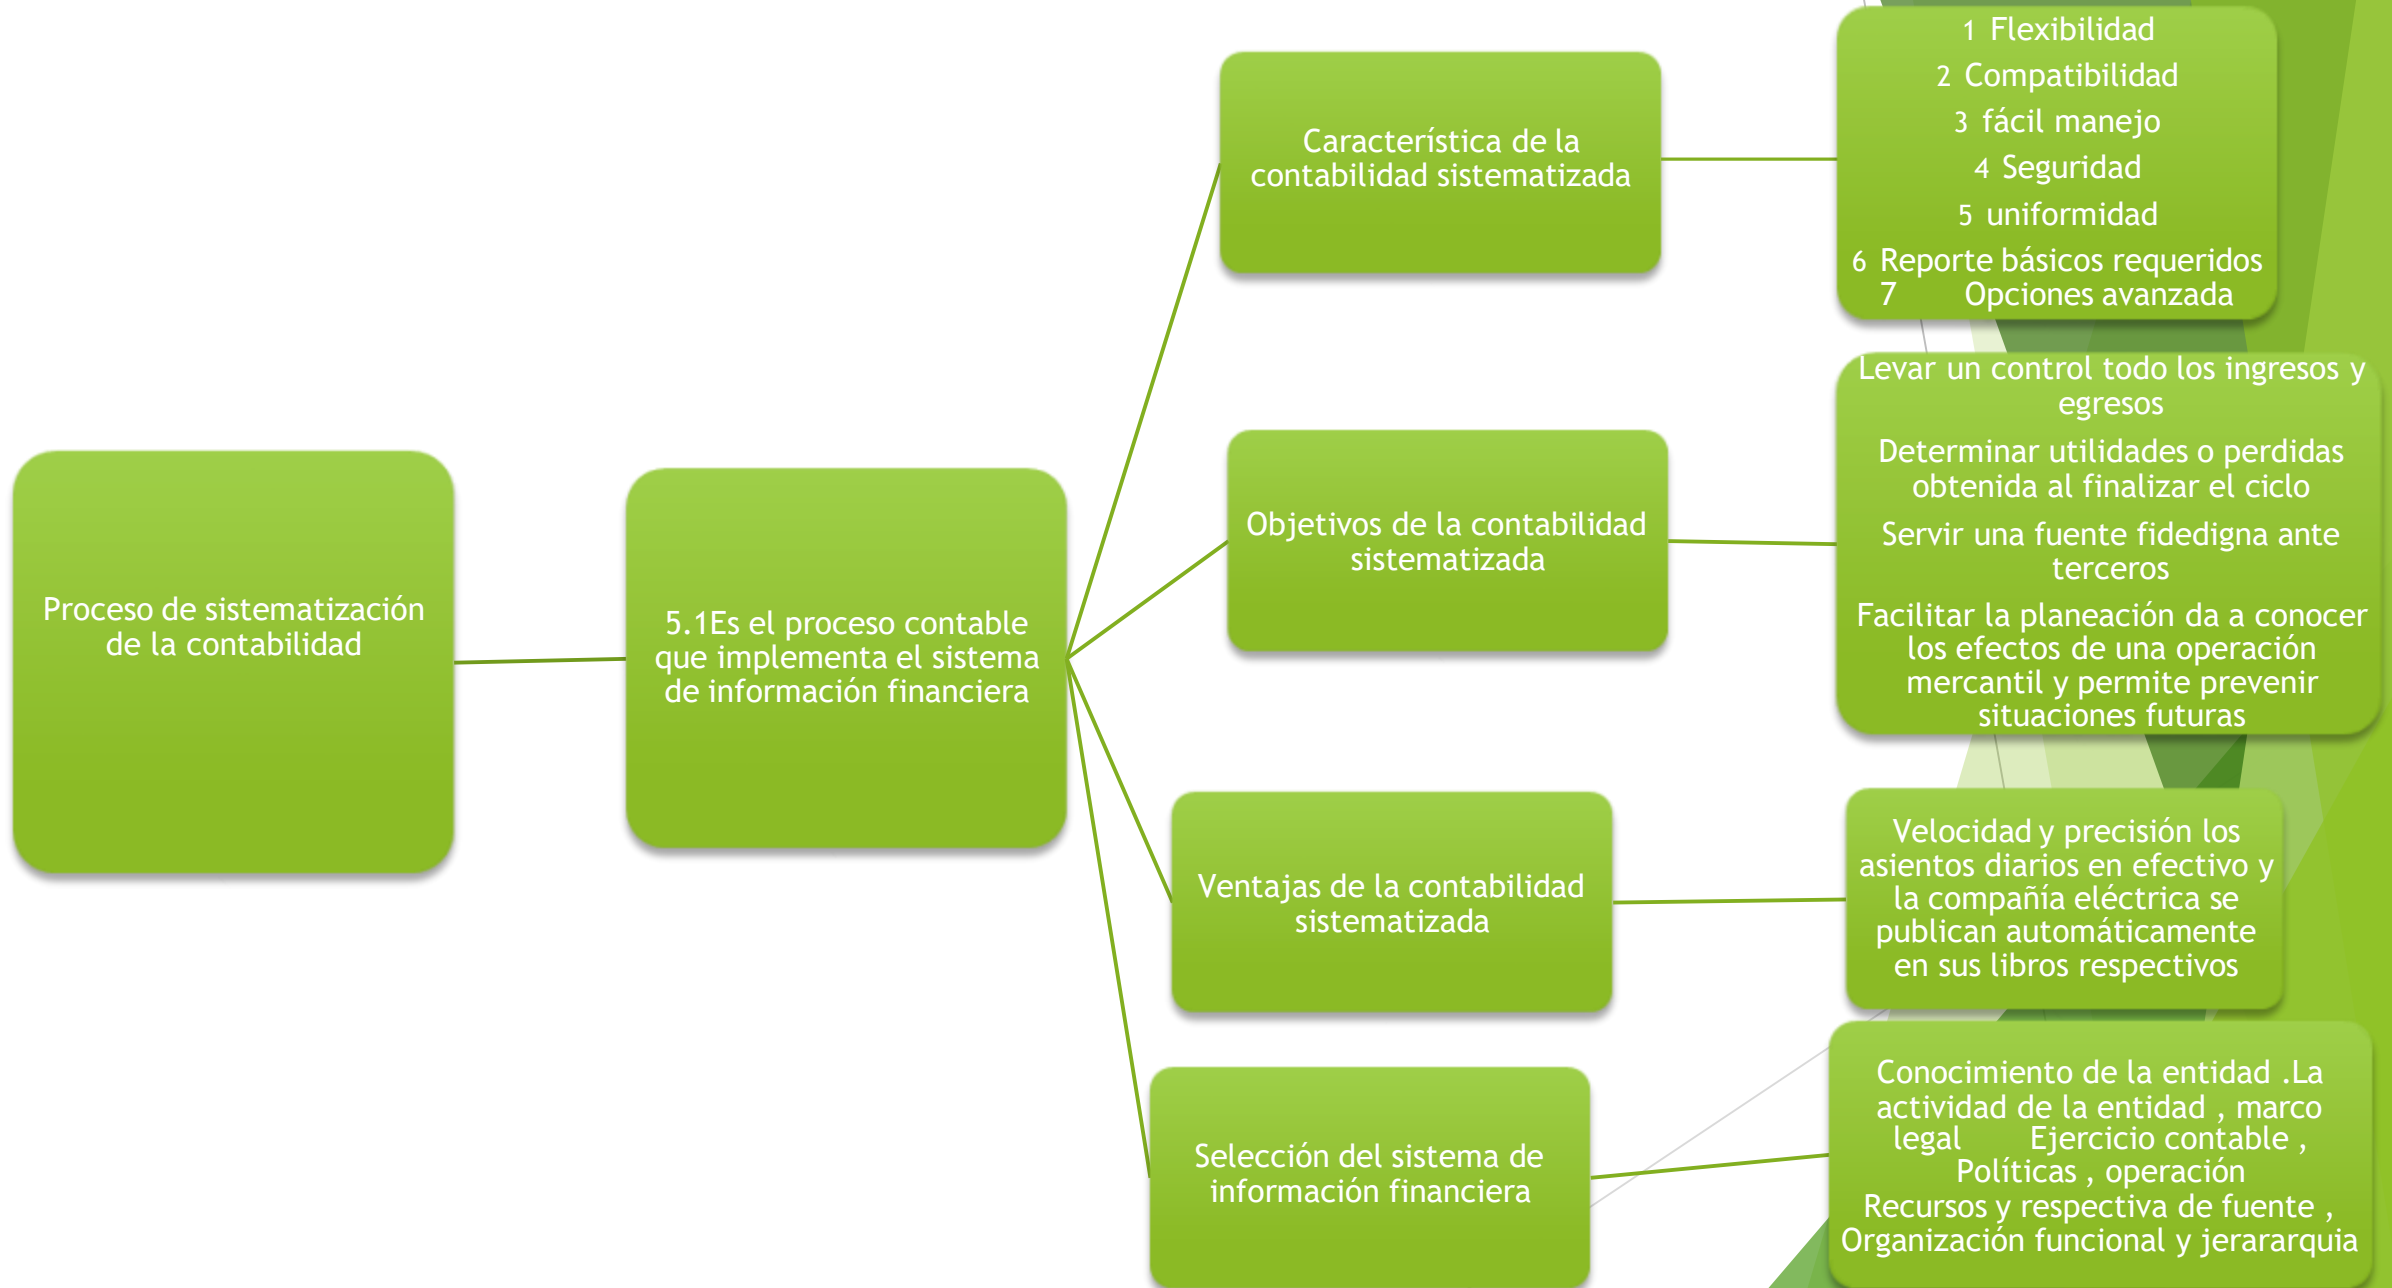 Proceso de sistematización
de la contabilidad
5.1Es el proceso contable
que implementa el sistema
de información financiera
Característica de la
contabilidad sistematizada
1 Flexibilidad
2 Compatibilidad
3 fácil manejo
4 Seguridad
5 uniformidad
6 Reporte básicos requeridos
7 Opciones avanzada
Objetivos de la contabilidad
sistematizada
Levar un control todo los ingresos y
egresos
Determinar utilidades o perdidas
obtenida al finalizar el ciclo
Servir una fuente fidedigna ante
terceros
Facilitar la planeación da a conocer
los efectos de una operación
mercantil y permite prevenir
situaciones futuras
Ventajas de la contabilidad
sistematizada
Velocidad y precisión los
asientos diarios en efectivo y
la compañía eléctrica se
publican automáticamente
en sus libros respectivos
Selección del sistema de
información financiera
Conocimiento de la entidad .La
actividad de la entidad , marco
legal Ejercicio contable ,
Políticas , operación
Recursos y respectiva de fuente ,
Organización funcional y jerararquia